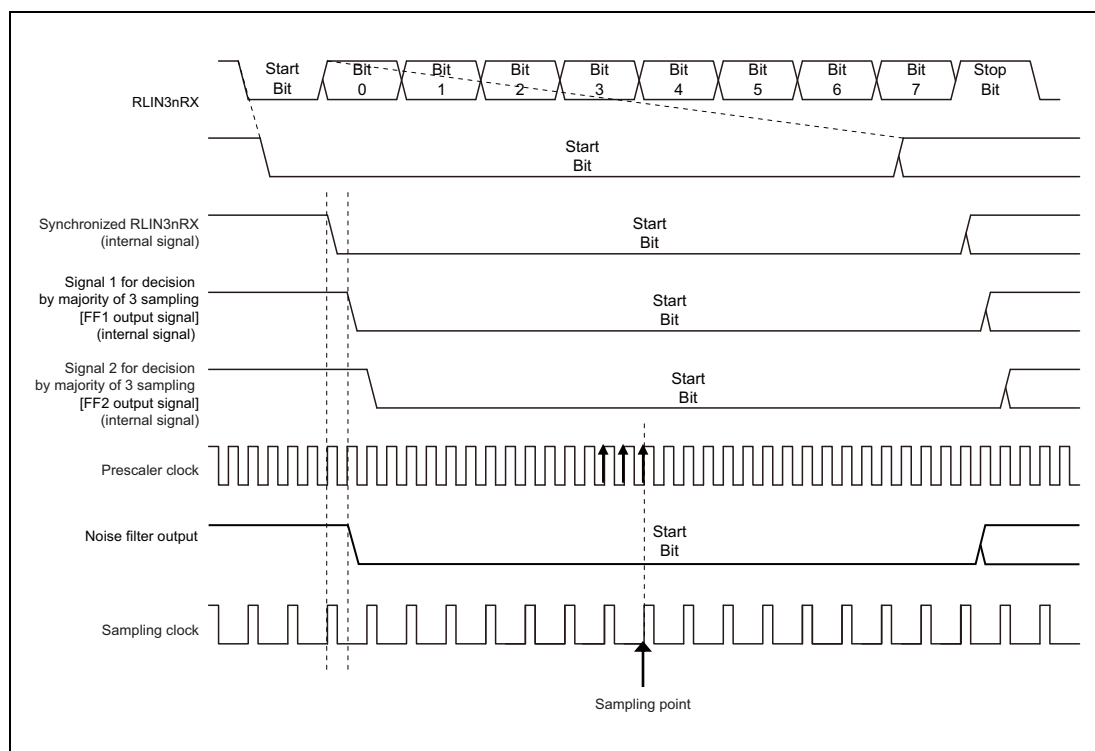 Start
Bit
Bit
0
Bit
1
Bit
2
Bit
3
Bit
4
Bit
5
Bit
6
Bit
7
Stop
Bit
RLIN3nRX
Start
Bit
Synchronized RLIN3nRX
(internal signal)
Start
Bit
Signal 1 for decision
by majority of 3 sampling
[FF1 output signal]
(internal signal)
Start
Bit
Signal 2 for decision
by majority of 3 sampling
[FF2 output signal]
(internal signal)
Start
Bit
Prescaler clock
Noise filter output
Start
Bit
Sampling clock
Sampling point